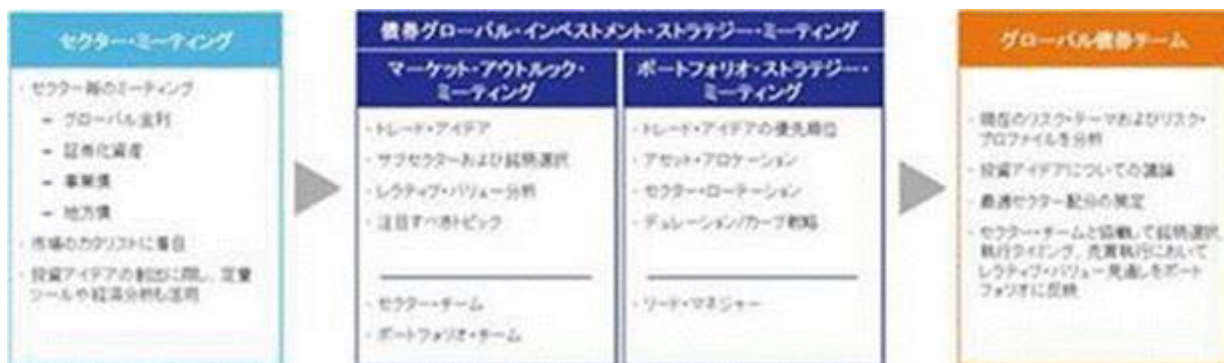 セクター・ミーティング
・セクター毎のミーティング
− グローバル金利
− 証券化資産
− 事業債
− 地方債
・市場のカタリストに着目
・投資アイデアの創出に際し、定量
ツールや経済分析も活用
債券グローバル・インベストメント・ストラテジー・ミーティング
マーケット・アウトルック・
ミーティング
・トレード・アイデア
・サブセクターおよび銘柄選択
・レラティブ・バリュー分析
・注目すべきトピック
・セクター・チーム
・ポートフォリオ・チーム
ポートフォリオ・ストラテジー・
ミーティング
・トレード・アイデアの優先順位
・アセット・アロケーション
・セクター・ローテーション
・デュレーション/カーブ戦略
・リード・マネジャー
グローバル債券チーム
・現在のリスク・テーマおよびリスク・
プロファイルを分析
・投資アイデアについての議論
・最適セクター配分の策定
・セクター・チームと協働して銘柄選択、
執行タイミング、売買執行において
レラティブ・バリュー見通しをポート
フォリオに反映